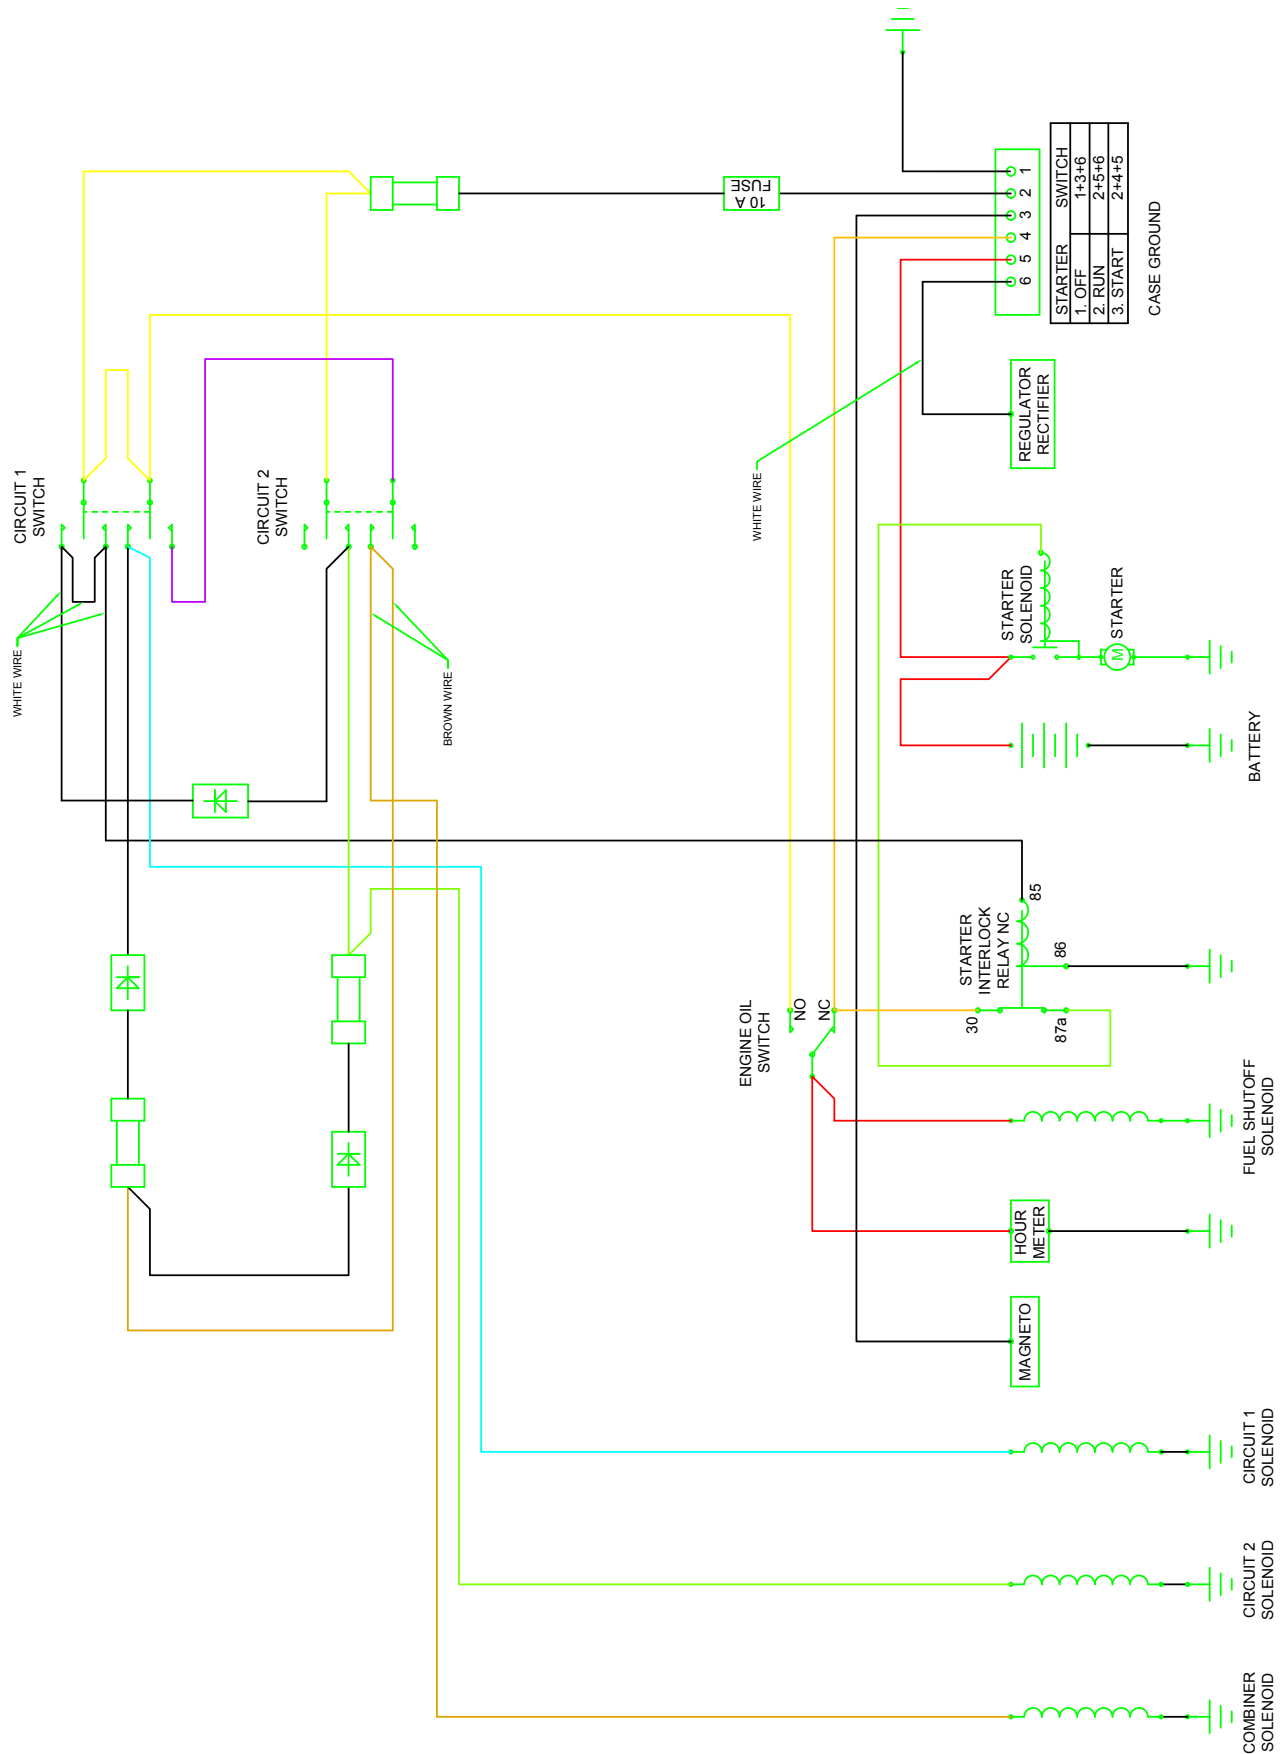 CIRCUIT 1
SWITCH
WHITE WIRE
CIRCUIT 2
SWITCH
BROWN WIRE
10 A
FUSE
1
2
3
4
5
6
STARTER SWITCH
1. OFF 1+3+6
2. RUN 2+5+6
3. START 2+4+5
CASE GROUND
WHITE WIRE
REGULATOR
RECTIFIER
STARTER
SOLENOID
M
STARTER
BATTERY
STARTER
INTERLOCK
RELAY NC
85
86
30
87a
ENGINE OIL
SWITCH
NO
NC
FUEL SHUTOFF
SOLENOID
HOUR
METER
MAGNETO
CIRCUIT 1
SOLENOID
CIRCUIT 2
SOLENOID
COMBINER
SOLENOID